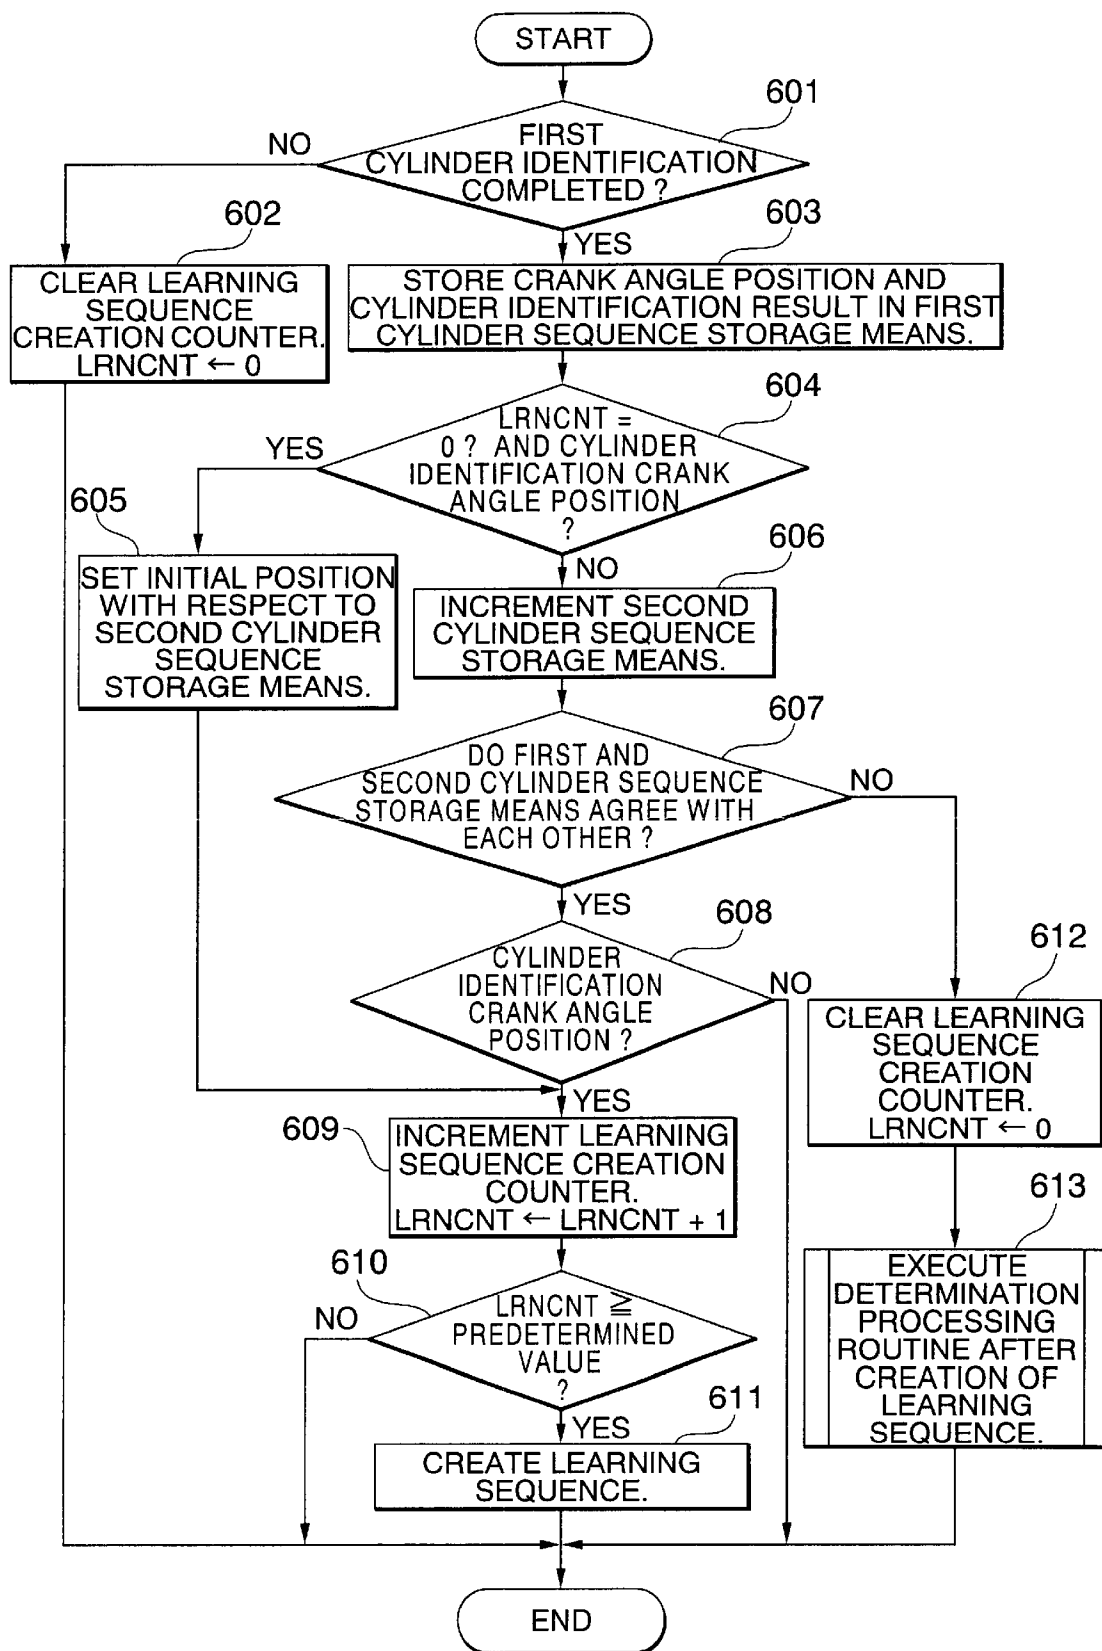 START
601
FIRST
CYLINDER IDENTIFICATION
COMPLETED ?
NO
YES
602
CLEAR LEARNING
SEQUENCE
CREATION COUNTER.
LRNCNT ← 0
603
STORE CRANK ANGLE POSITION AND
CYLINDER IDENTIFICATION RESULT IN FIRST
CYLINDER SEQUENCE STORAGE MEANS.
604
LRNCNT =
0 ? AND CYLINDER
IDENTIFICATION CRANK
ANGLE POSITION
?
YES
NO
605
SET INITIAL POSITION
WITH RESPECT TO
SECOND CYLINDER
SEQUENCE
STORAGE MEANS.
606
INCREMENT SECOND
CYLINDER SEQUENCE
STORAGE MEANS.
607
DO FIRST AND
SECOND CYLINDER SEQUENCE
STORAGE MEANS AGREE WITH
EACH OTHER ?
NO
YES
608
CYLINDER
IDENTIFICATION
CRANK ANGLE
POSITION ?
NO
YES
612
CLEAR LEARNING
SEQUENCE
CREATION
COUNTER.
LRNCNT ← 0
609
INCREMENT LEARNING
SEQUENCE CREATION
COUNTER.
LRNCNT ← LRNCNT + 1
613
EXECUTE
DETERMINATION
PROCESSING
ROUTINE AFTER
CREATION OF
LEARNING
SEQUENCE.
610
LRNCNT ≧
PREDETERMINED
VALUE
?
NO
YES
611
CREATE LEARNING
SEQUENCE.
END